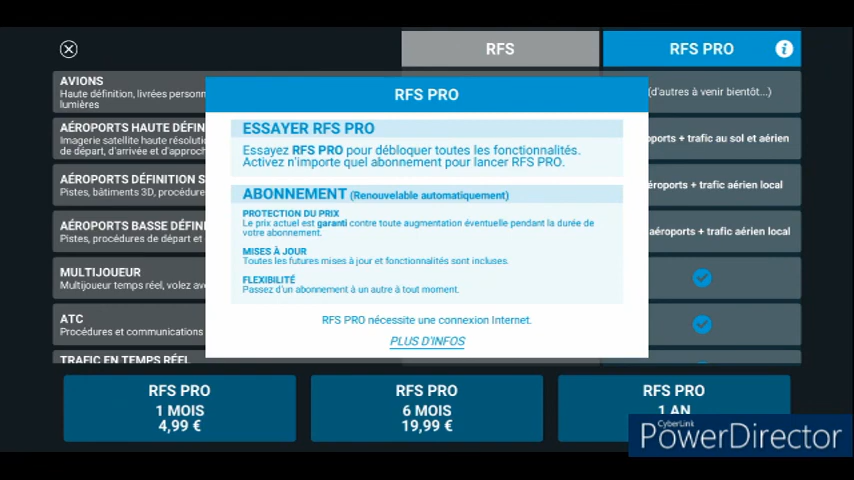 RFS
RFS PRO
i
AVIONS
Haute définition, livrées person
lumières
(d'autres à venir bientôt...)
AÉROPORTS HAUTE DÉFIN
Imagerie satellite haute résoluti
de départ, d'arrivée et d'approch
oports + trafic au sol et aérien
AÉROPORTS DÉFINITION S
Pistes, bâtiments 3D, procédure
éroports + trafic aérien local
AÉROPORTS BASSE DÉFINI
Pistes, procédures de départ et
aéroports + trafic aérien local
MULTIJOUEUR
Multijoueur temps réel, volez ave
ATC
Procédures et communications
TRAFIC EN TEMPS RÉEL
RFS PRO
ESSAYER RFS PRO
Essayez RFS PRO pour débloquer toutes les fonctionnalités.
Activez n'importe quel abonnement pour lancer RFS PRO.
ABONNEMENT (Renouvelable automatiquement)
PROTECTION DU PRIX
Le prix actuel est garanti contre toute augmentation éventuelle pendant la durée de
votre abonnement.
MISES À JOUR
Toutes les futures mises à jour et fonctionnalités sont incluses.
FLEXIBILITÉ
Passez d'un abonnement à un autre à tout moment.
RFS PRO nécessite une connexion Internet.
PLUS D'INFOS
RFS PRO
1 MOIS
4,99 €
RFS PRO
6 MOIS
19,99 €
RFS PRO
1 AN
CyberLink
PowerDirector